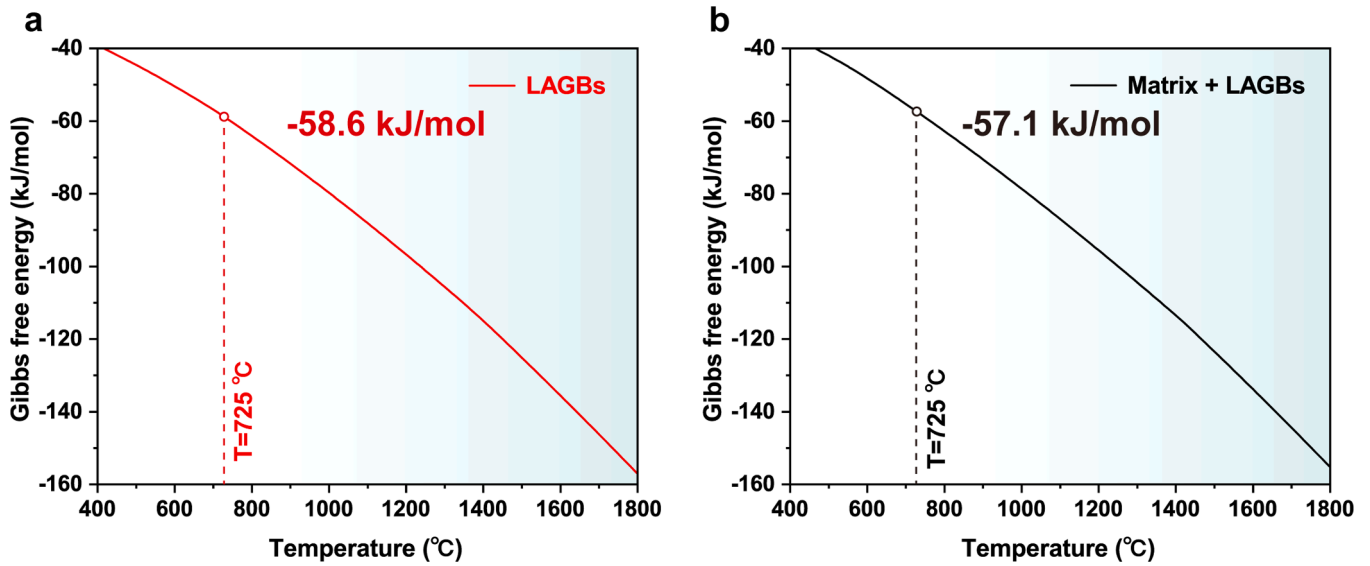 a
-40
-60
-80
-100
-120
-140
-160
Gibbs free energy (kJ/mol)
LAGBs
-58.6 kJ/mol
T=725 ℃
400 600 800 1000 1200 1400 1600 1800
Temperature (℃)
b
-40
-60
-80
-100
-120
-140
-160
Gibbs free energy (kJ/mol)
Matrix + LAGBs
-57.1 kJ/mol
T=725 ℃
400 600 800 1000 1200 1400 1600 1800
Temperature (℃)